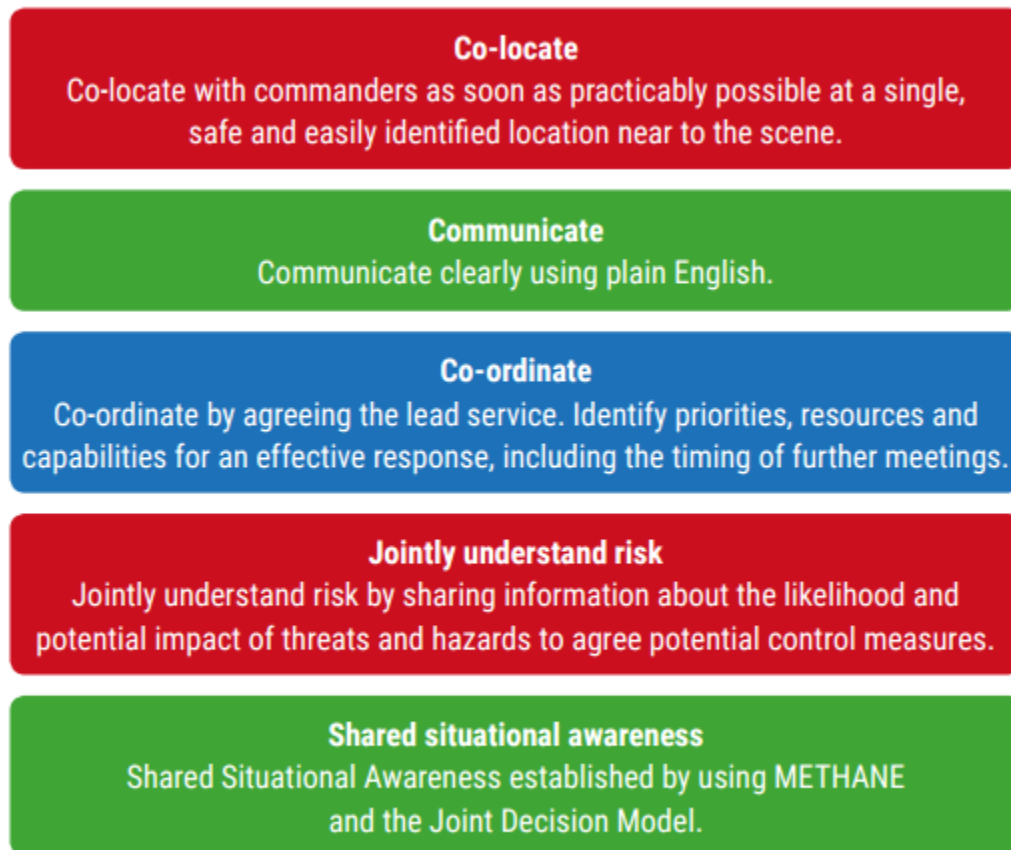 Co-locate
Co-locate with commanders as soon as practicably possible at a single,
safe and easily identified location near to the scene.
Communicate
Communicate clearly using plain English.
Co-ordinate
Co-ordinate by agreeing the lead service. Identify priorities, resources and
capabilities for an effective response, including the timing of further meetings.
Jointly understand risk
Jointly understand risk by sharing information about the likelihood and
potential impact of threats and hazards to agree potential control measures.
Shared situational awareness
Shared Situational Awareness established by using METHANE
and the Joint Decision Model.